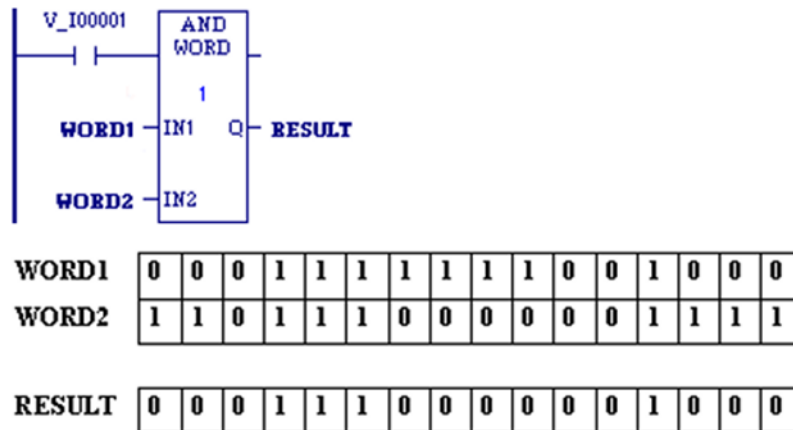 V_I00001
AND
WORD
1
WORD1 IN1 Q RESULT
WORD2 IN2
WORD1 0 0 0 1 1 1 1 1 1 1 0 0 1 0 0 0
WORD2 1 1 0 1 1 1 0 0 0 0 0 0 1 1 1 1
RESULT 0 0 0 1 1 1 0 0 0 0 0 0 1 0 0 0